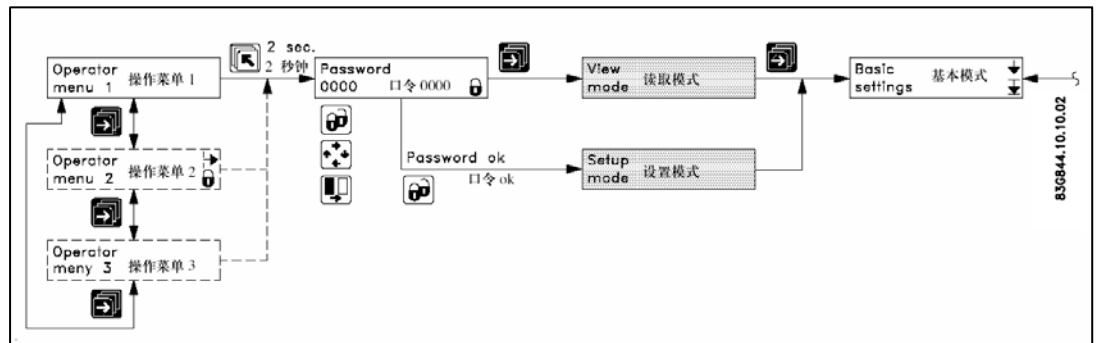 2 sec.
2 秒钟
Operator
menu 1 操作菜单 1
Password
0000 口令 0000
View
mode 读取模式
Basic
settings 基本模式
Operator
menu 2 操作菜单 2
Password ok
口令 ok
Setup
mode 设置模式
Operator
meny 3 操作菜单 3
83G844.10.10.02